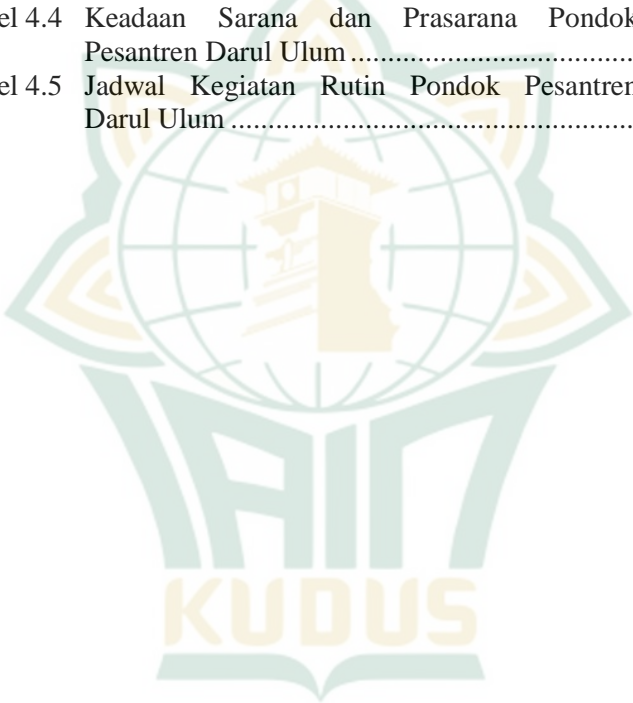 el 4.4 Keadaan Sarana dan Prasarana Pondok
Pesantren Darul Ulum ......................................
el 4.5 Jadwal Kegiatan Rutin Pondok Pesantren
Darul Ulum ......................................................
IAIN
KUDUS